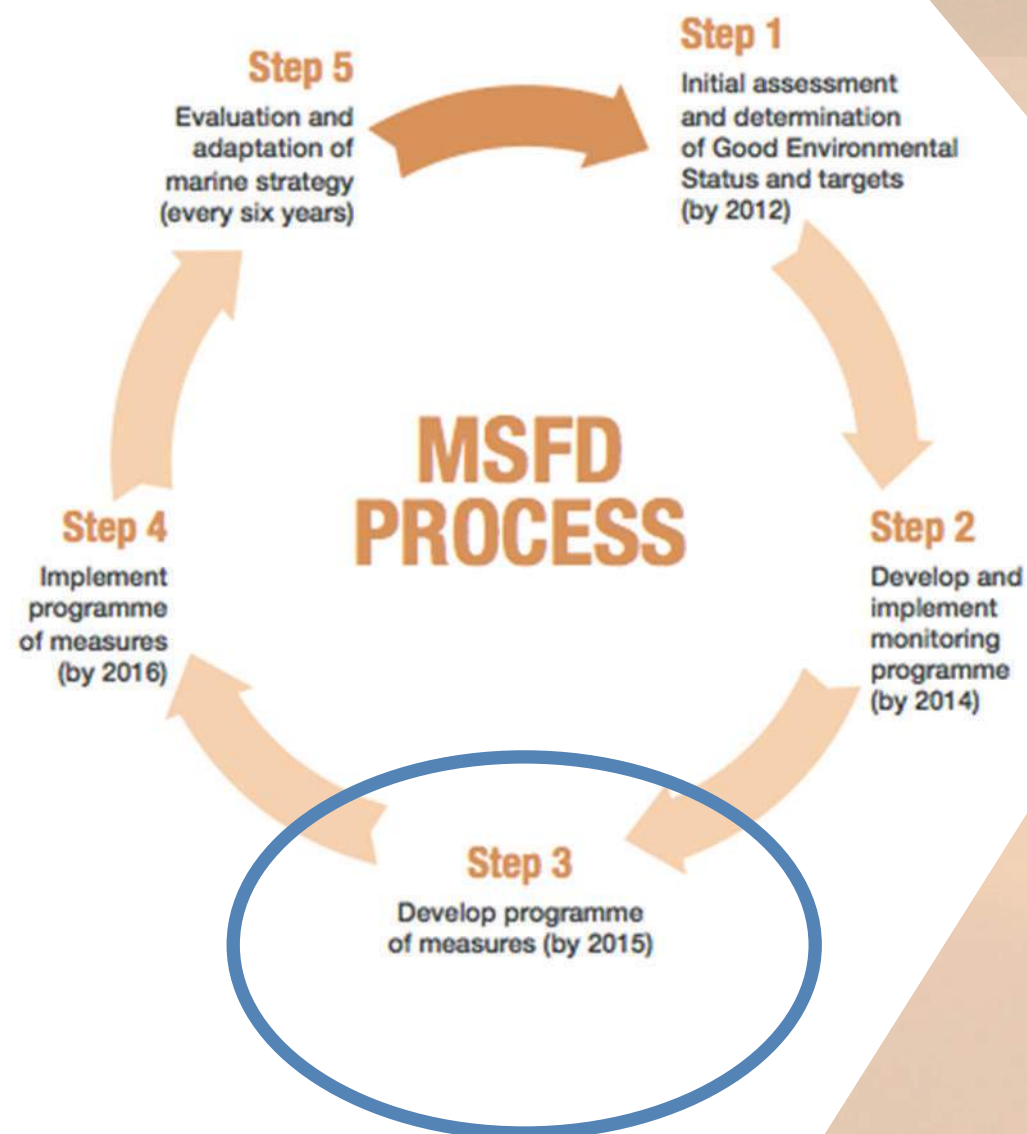 Step 1
Initial assessment
and determination
of Good Environmental
Status and targets
(by 2012)
Step 2
Develop and
implement
monitoring
programme
(by 2014)
Step 3
Develop programme
of measures (by 2015)
Step 4
Implement
programme
of measures
(by 2016)
Step 5
Evaluation and
adaptation of
marine strategy
(every six years)
MSFD
PROCESS